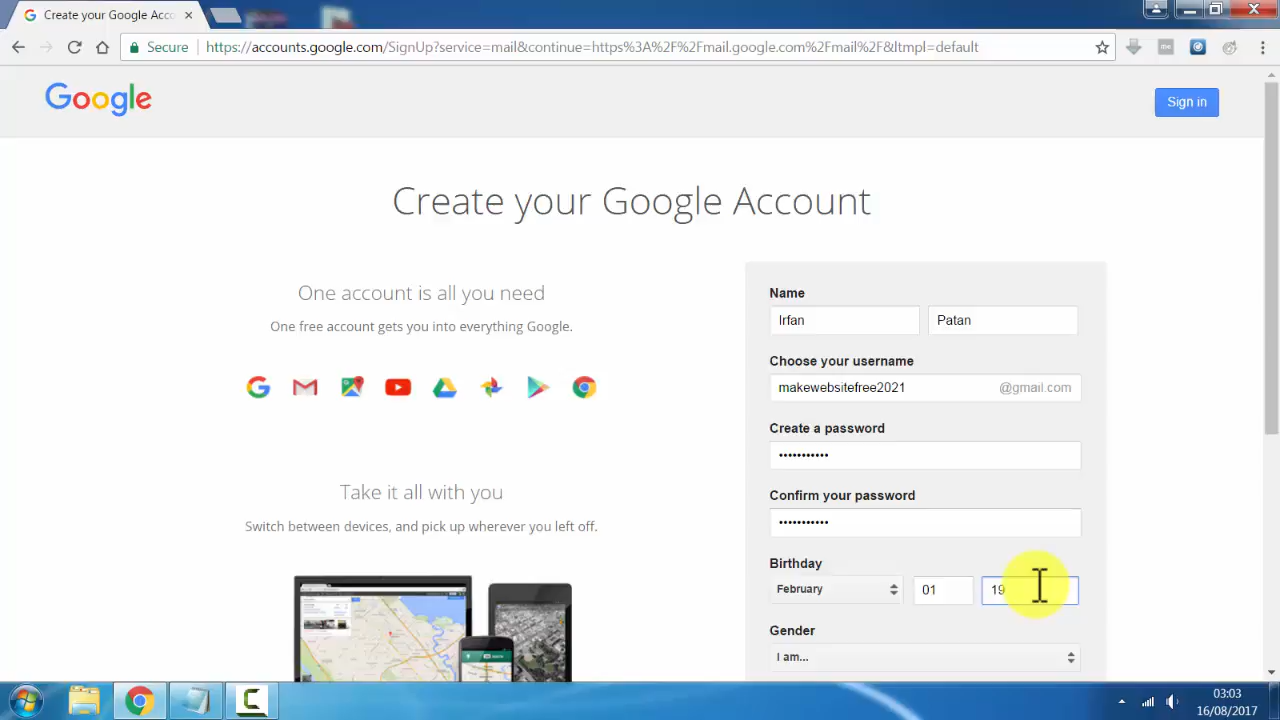 Create your Google Acco
Secure
https://accounts.google.com/SignUp?service=mail&continue=https%3A%2F%2Fmail.google.com%2Fmail%2F&ltmpl=default
Google
Sign in
Create your Google Account
One account is all you need
One free account gets you into everything Google.
Take it all with you
Switch between devices, and pick up wherever you left off.
Name
Irfan
Patan
Choose your username
makewebsitefree2021
@gmail.com
Create a password
•••••••••••
Confirm your password
•••••••••••
Birthday
February
01
19
Gender
I am...
03:03
16/08/2017